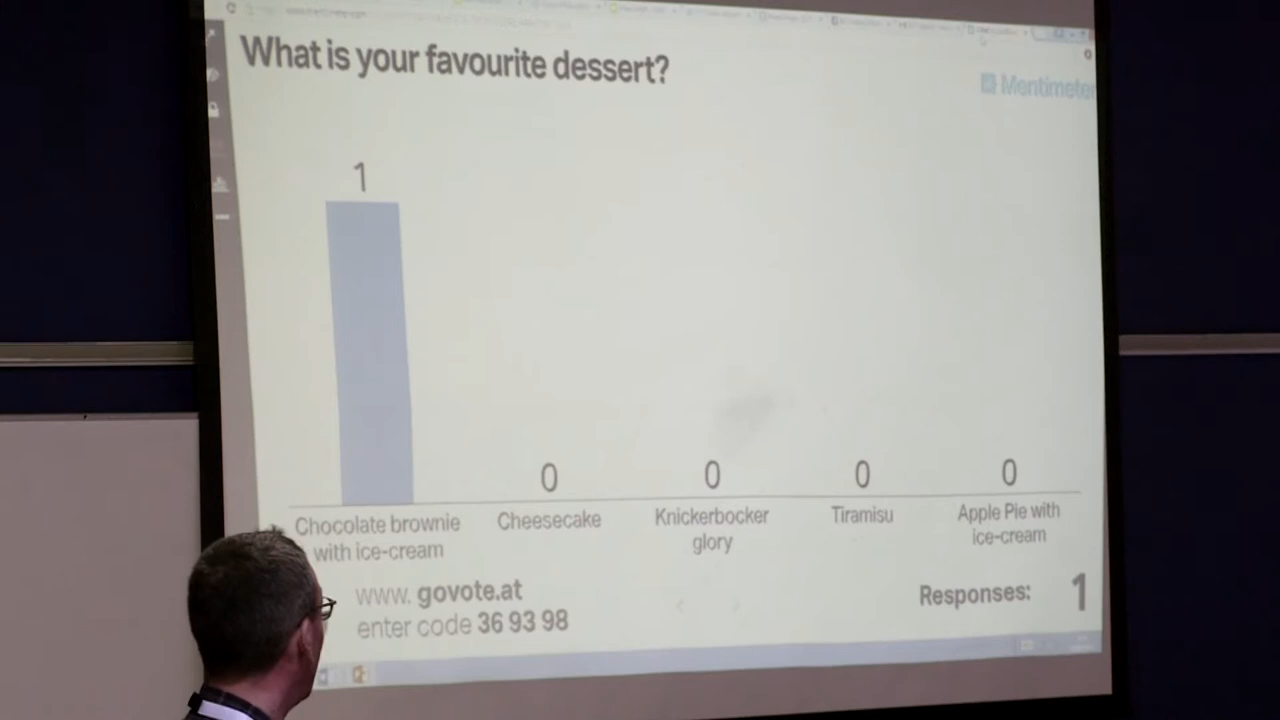 What is your favourite dessert?
Mentimeter
1
0
0
0
0
Chocolate brownie
with ice-cream
Cheesecake
Knickerbocker
glory
Tiramisu
Apple Pie with
ice-cream
www. govote.at
enter code 36 93 98
Responses: 1